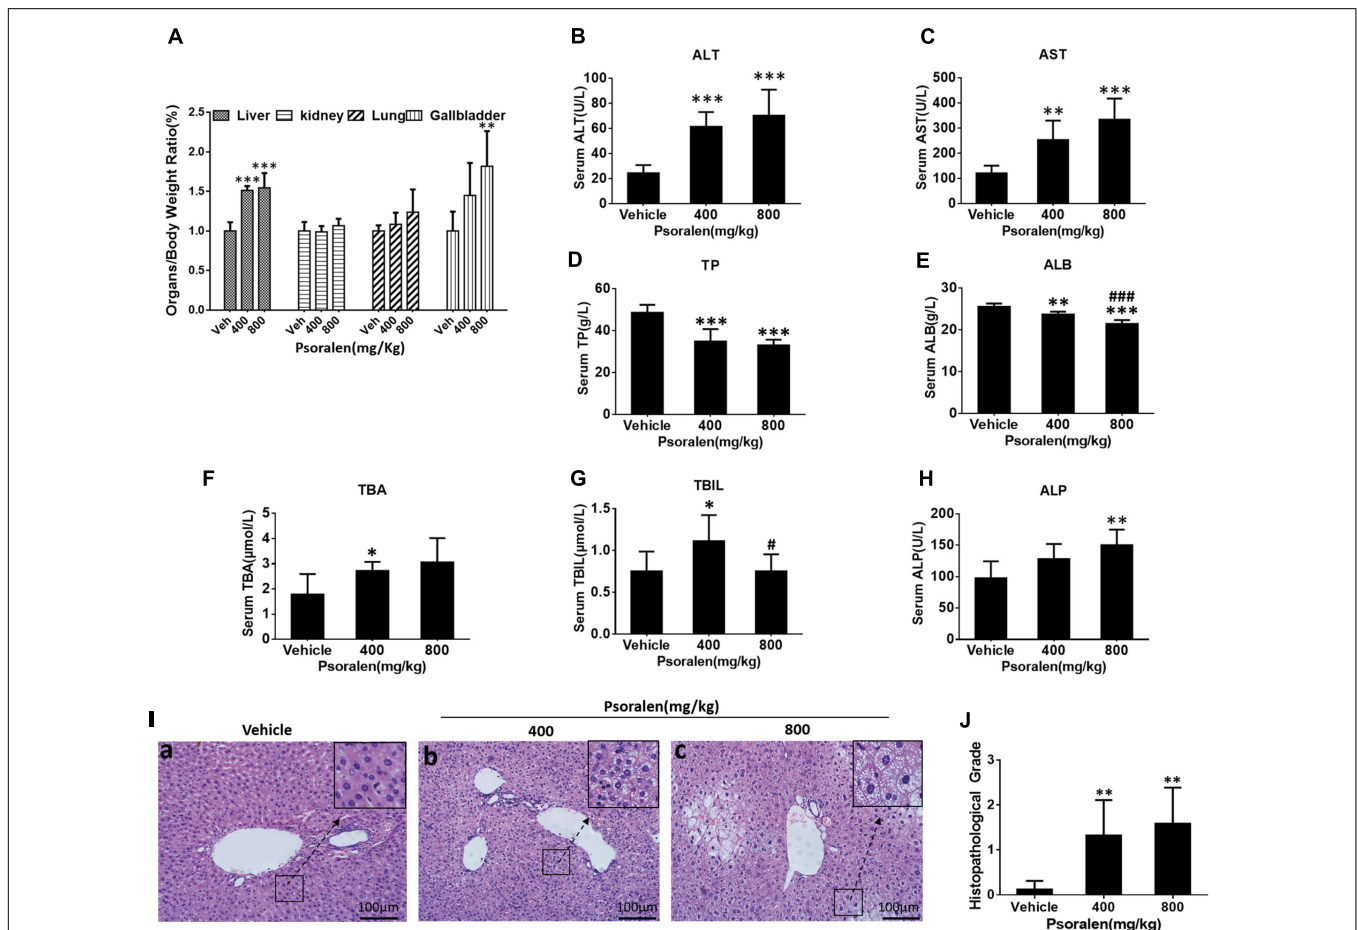 A
Liver kidney Lung Gallbladder
Organs/Body Weight Ratio(%)
2.5
2.0
1.5
1.0
0.5
0.0
*** *** **
Veh 400 800 Veh 400 800 Veh 400 800 Veh 400 800
Psoralen(mg/Kg)
B
ALT
Serum ALT(U/L)
100
80
60
40
20
0
*** ***
Vehicle 400 800
Psoralen(mg/kg)
C
AST
Serum AST(U/L)
500
400
300
200
100
0
** ***
Vehicle 400 800
Psoralen(mg/kg)
D
TP
Serum TP(g/L)
60
40
20
0
*** ***
Vehicle 400 800
Psoralen(mg/kg)
E
ALB
Serum ALB(g/L)
30
20
10
0
###
** ***
Vehicle 400 800
Psoralen(mg/kg)
F
TBA
Serum TBA(µmol/L)
5
4
3
2
1
0
*
Vehicle 400 800
Psoralen(mg/kg)
G
TBIL
Serum TBIL(µmol/L)
1.5
1.0
0.5
0.0
* #
Vehicle 400 800
Psoralen(mg/kg)
H
ALP
Serum ALP(U/L)
200
150
100
50
0
**
Vehicle 400 800
Psoralen(mg/kg)
I
Psoralen(mg/kg)
Vehicle 400 800
a b c
100µm 100µm 100µm
J
Histopathological Grade
3
2
1
0
** **
Vehicle 400 800
Psoralen(mg/kg)